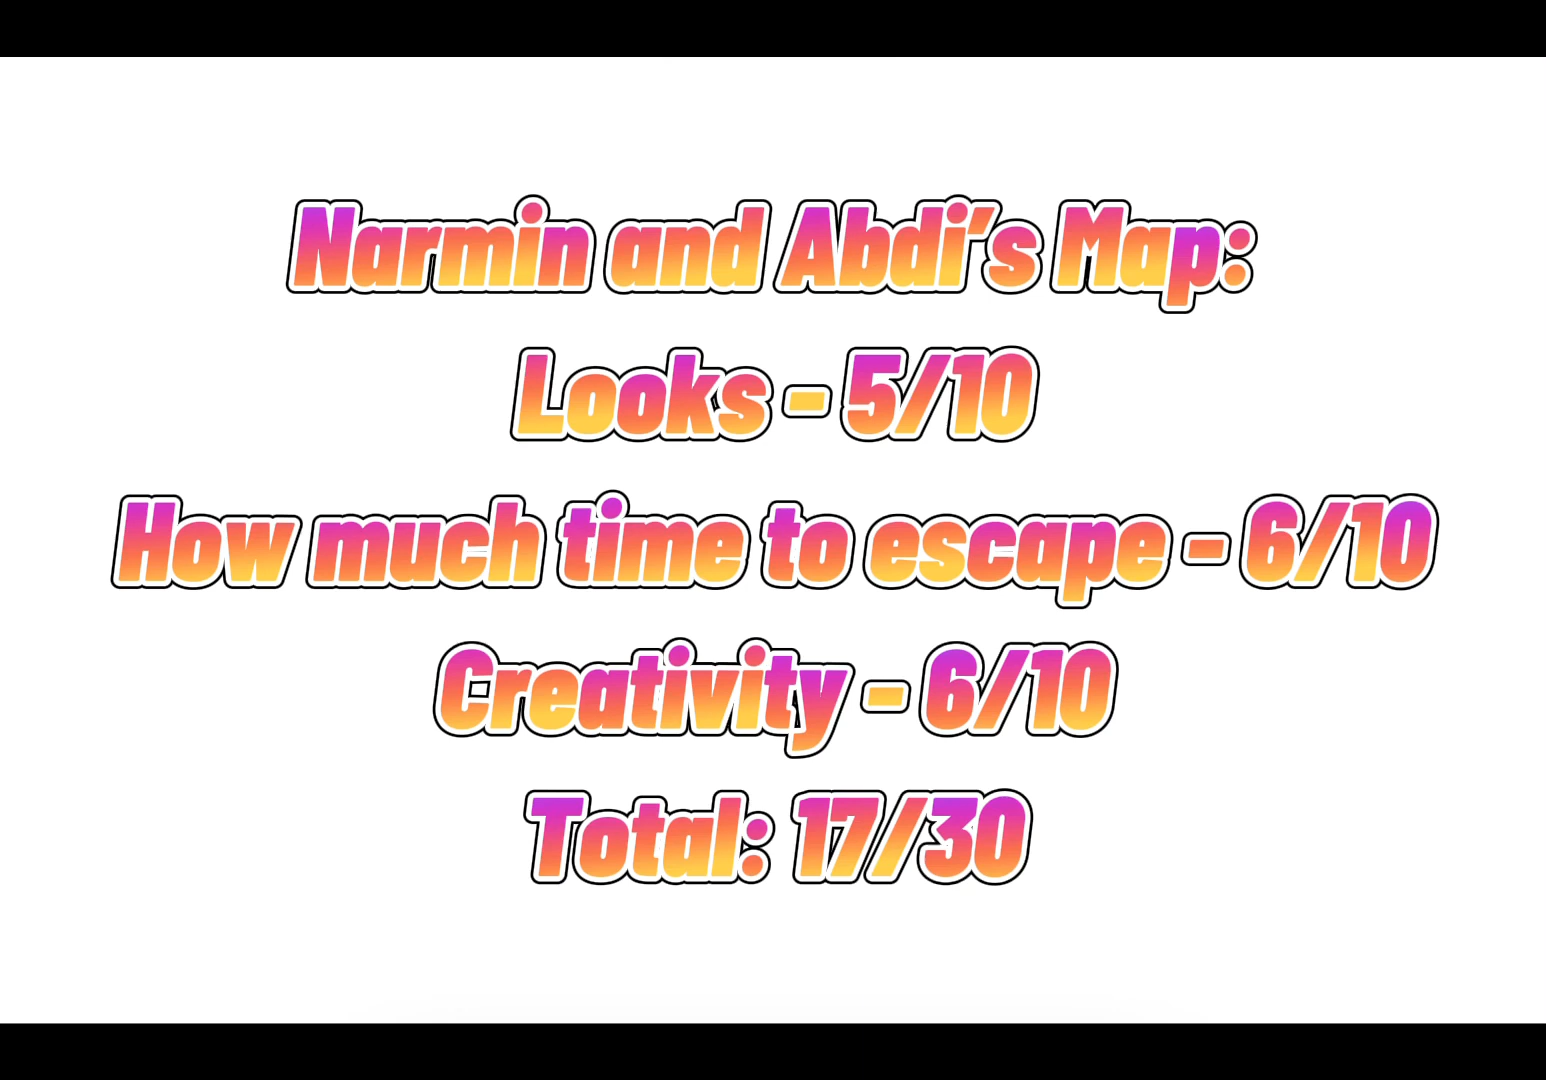 Narmin and Abdi’s Map:
Looks - 5/10
How much time to escape - 6/10
Creativity - 6/10
Total: 17/30